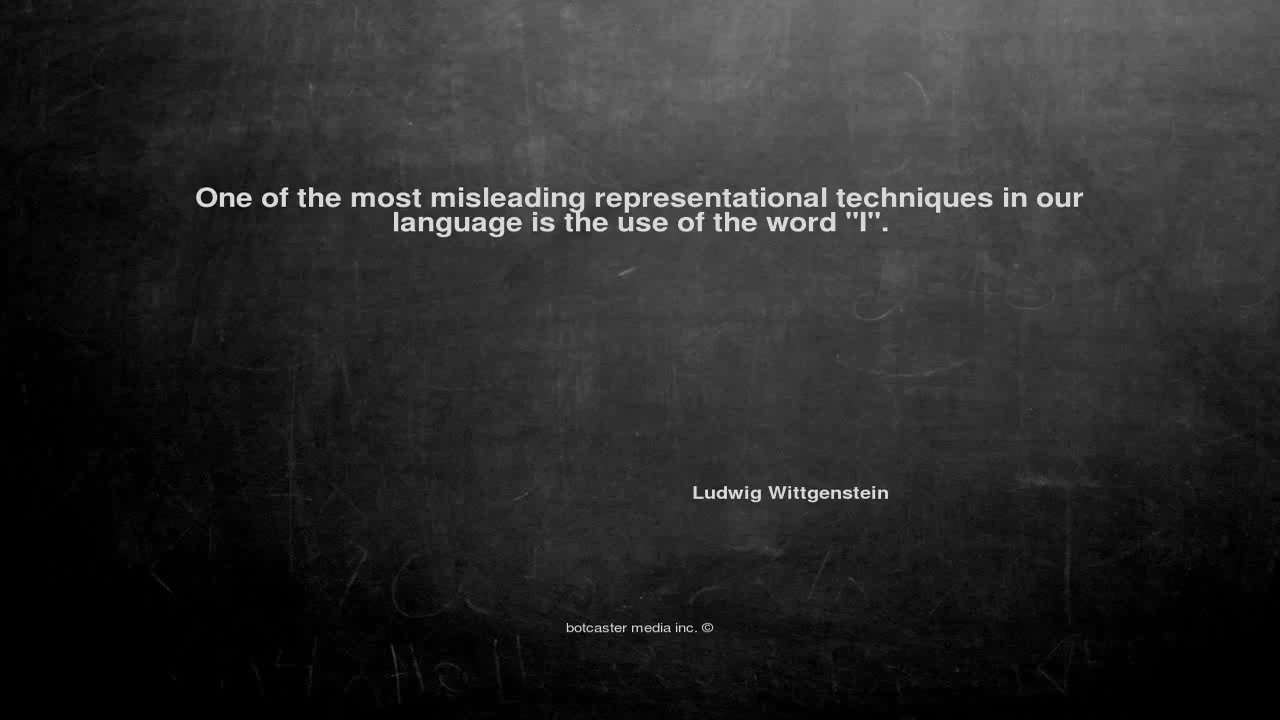 One of the most misleading representational techniques in our
language is the use of the word "I".
Ludwig Wittgenstein
botcaster media inc. ©